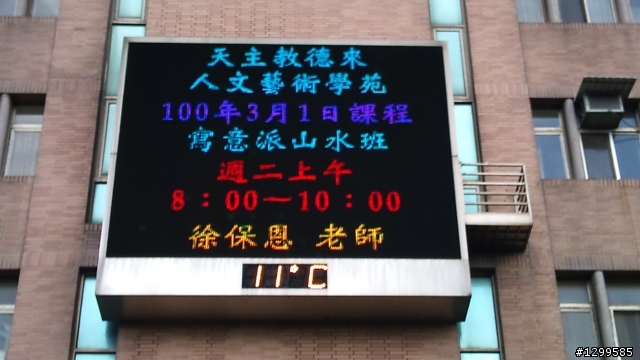 天主教德來
人文藝術學苑
100年3月1日課程
寫意派山水班
週二上午
8：00～10：00
徐保恩 老師
11°C
#1299585